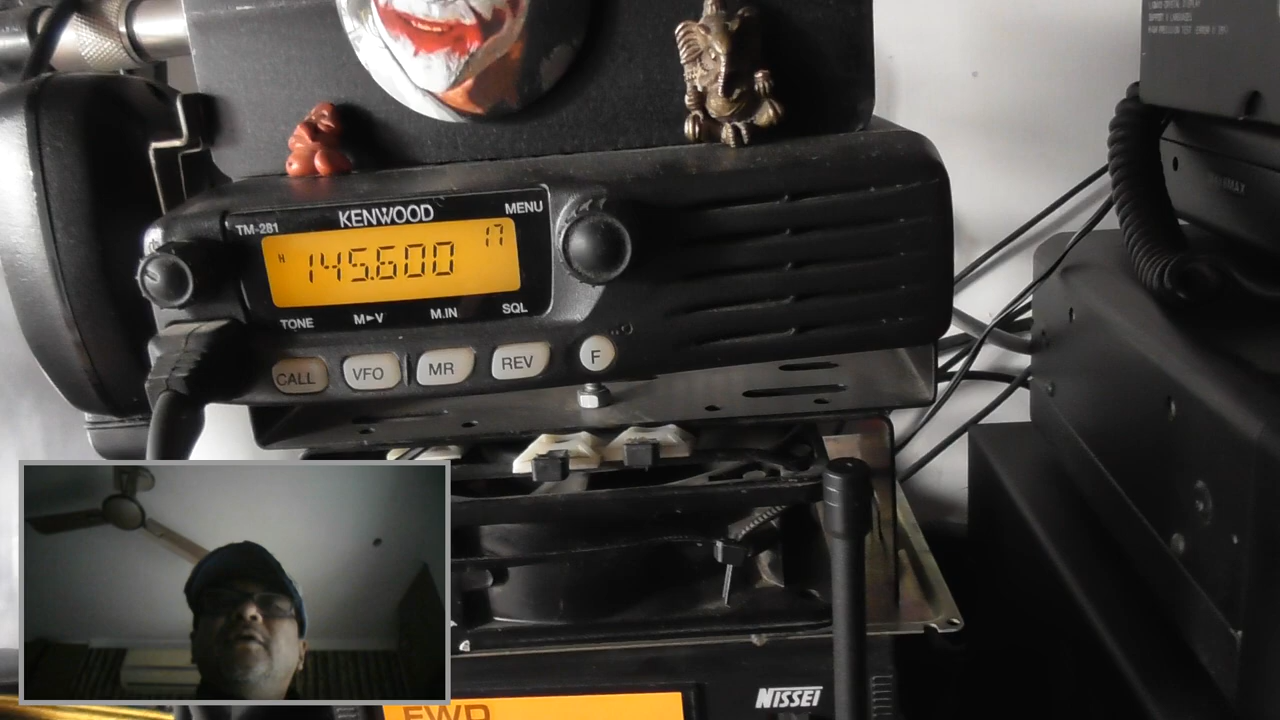 KENWOOD
TM-281
MENU
H
17
145.600
TONE
M►V
M.IN
SQL
CALL
VFO
MR
REV
F
NISSEI
FWD